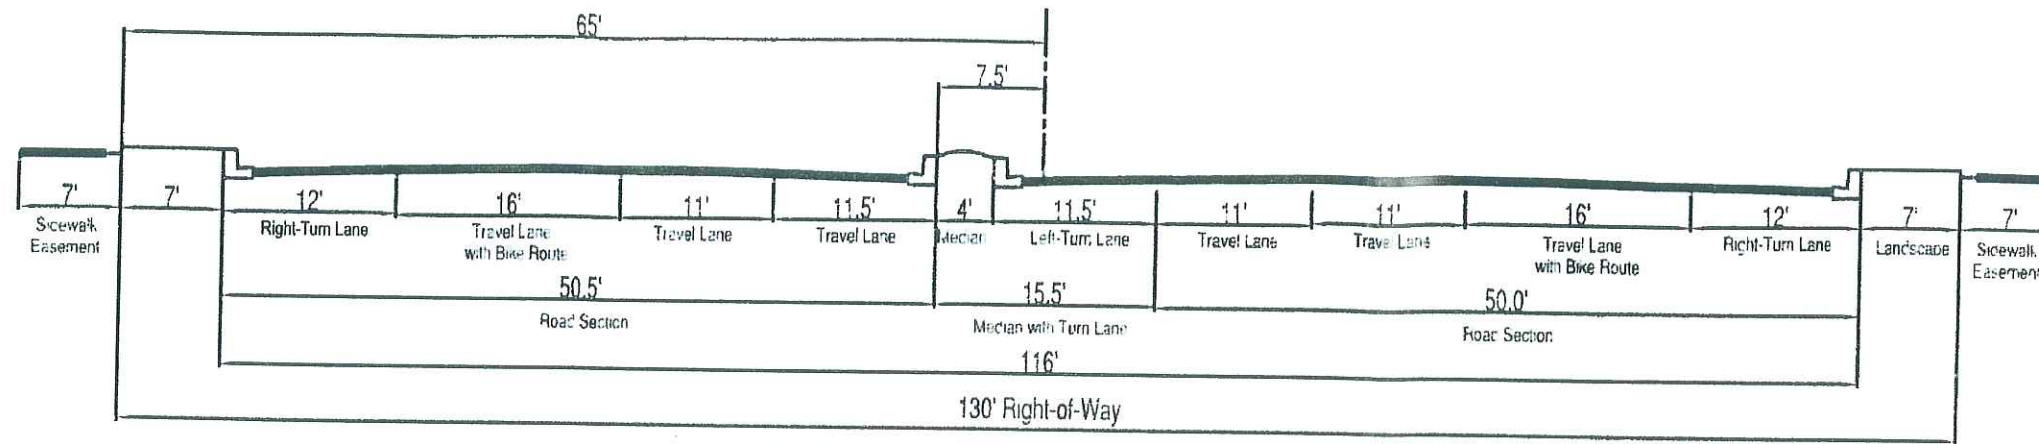 65'
7.5'
7'
7'
12'
16'
11'
11.5'
4'
11.5'
11'
11'
16'
12'
7'
7'
Sidewalk
Easement
Right-Turn Lane
Travel Lane
with Bike Route
Travel Lane
Travel Lane
Median
Left-Turn Lane
Travel Lane
Travel Lane
Travel Lane
with Bike Route
Right-Turn Lane
Landscape
Sidewalk
Easement
50.5'
15.5'
50.0'
Road Section
Median with Turn Lane
Road Section
116'
130' Right-of-Way